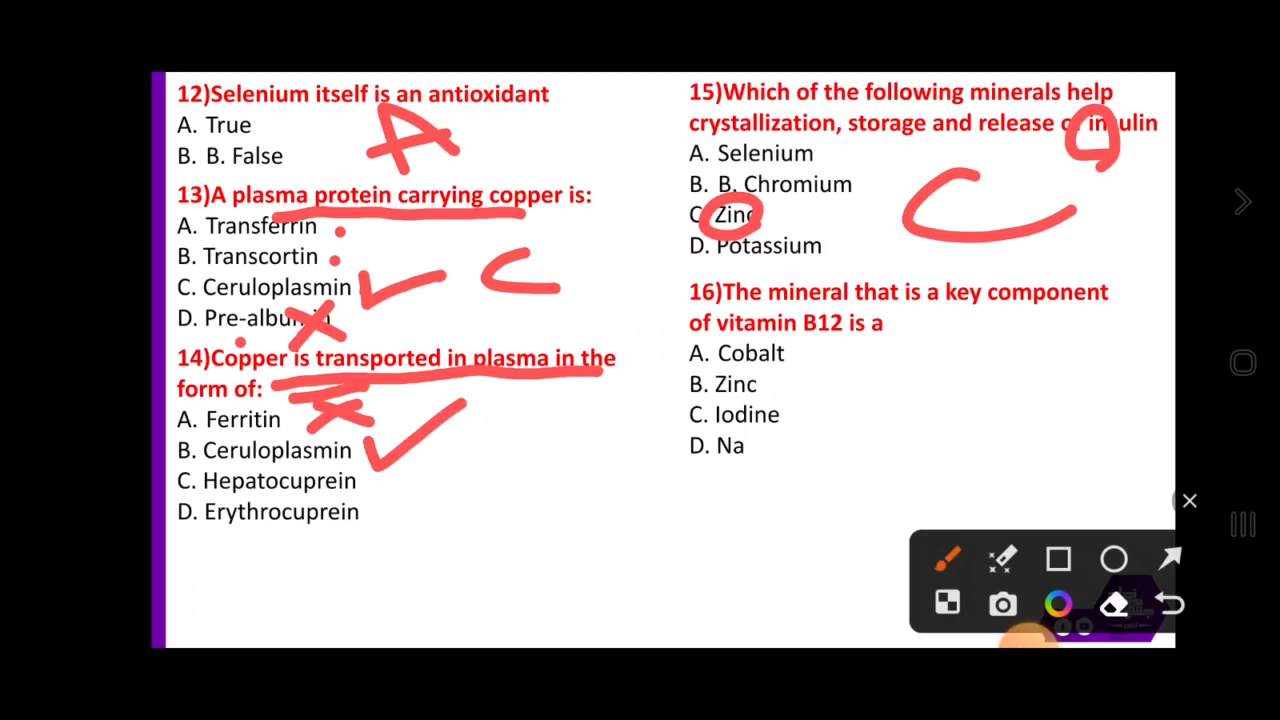 12)Selenium itself is an antioxidant
A. True
B. B. False
A
13)A plasma protein carrying copper is:
A. Transferrin
B. Transcortin
C. Ceruloplasmin
C
D. Pre-albumin
14)Copper is transported in plasma in the
form of:
A. Ferritin
B. Ceruloplasmin
C. Hepatocuprein
D. Erythrocuprein
15)Which of the following minerals help
crystallization, storage and release of insulin
A. Selenium
B. B. Chromium
C. Zinc
C
D. Potassium
16)The mineral that is a key component
of vitamin B12 is a
A. Cobalt
B. Zinc
C. Iodine
D. Na